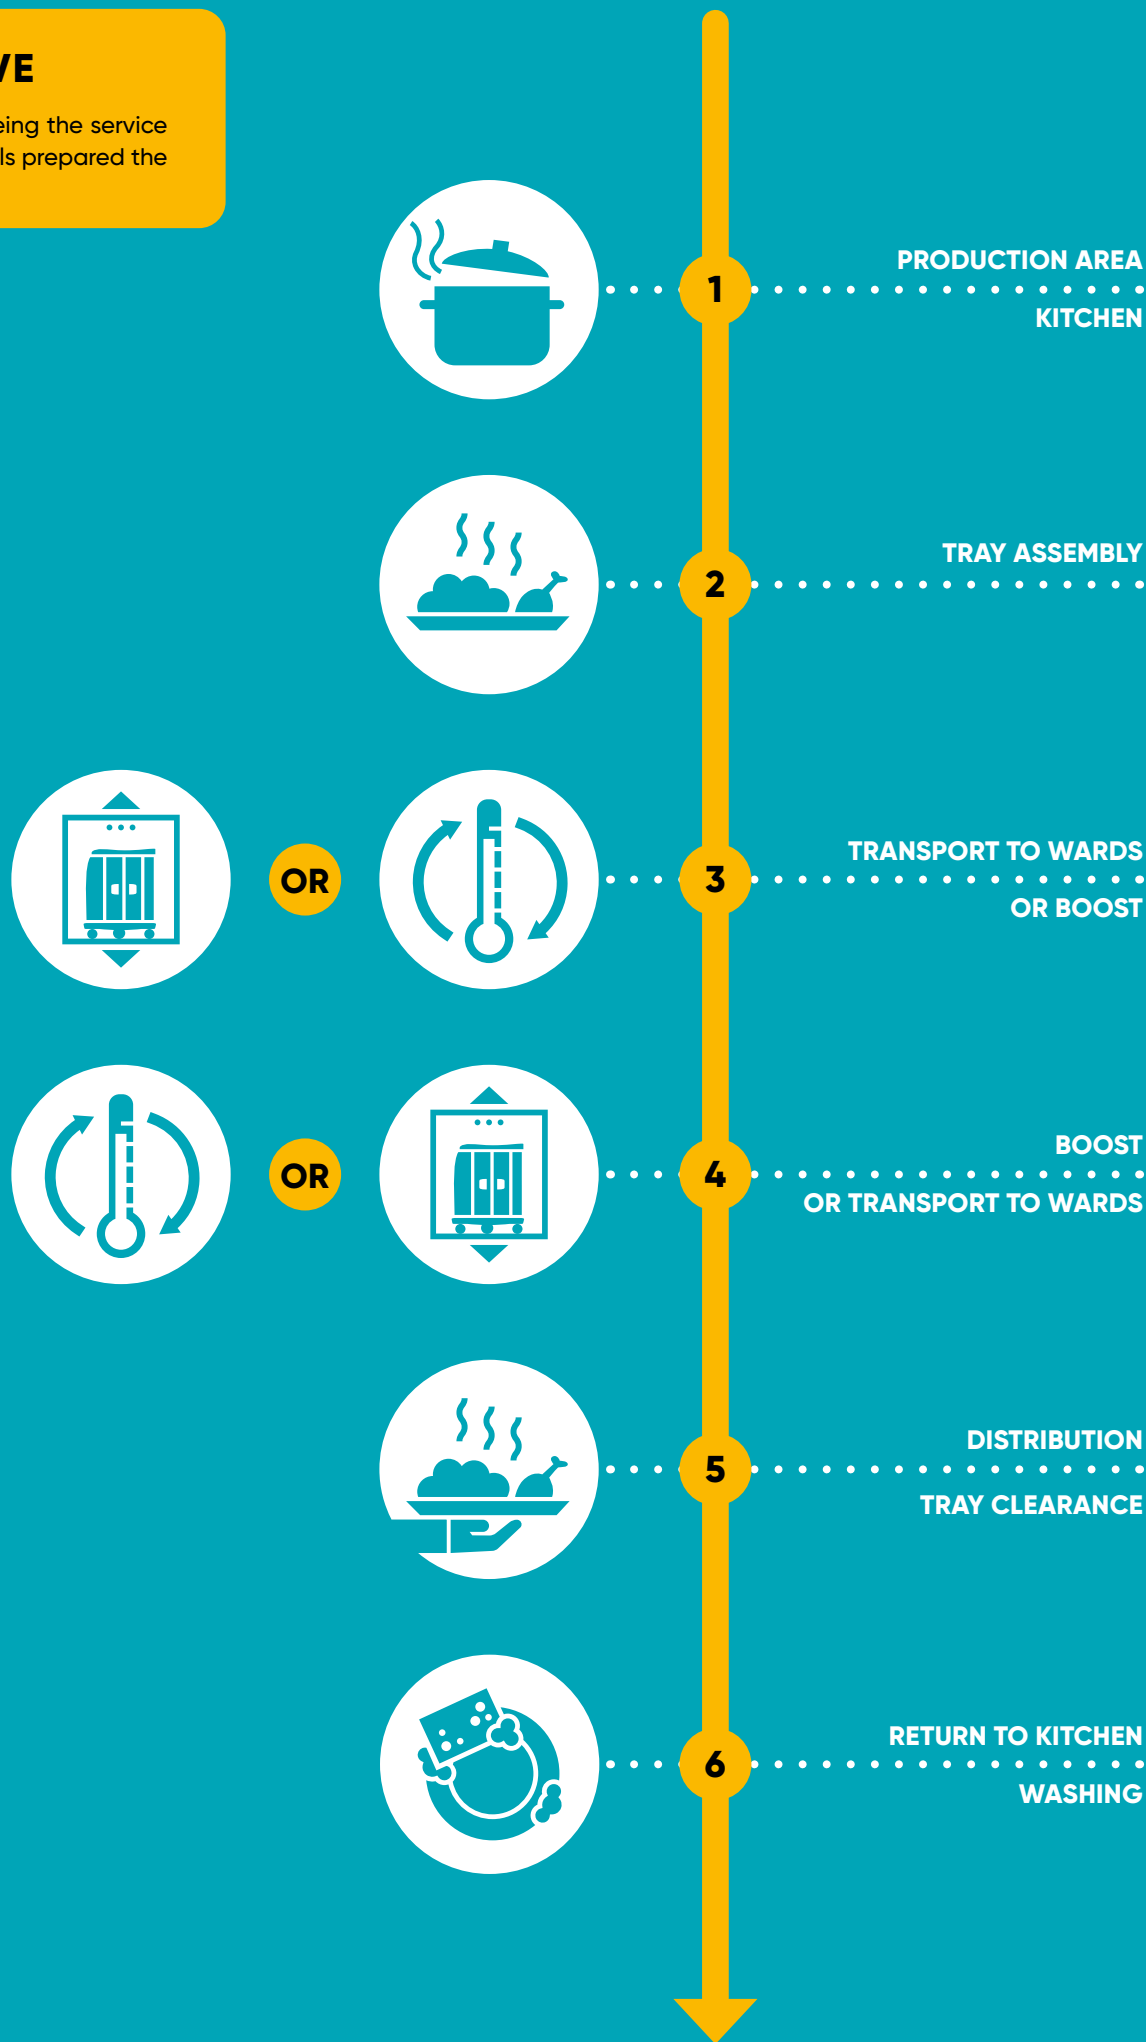 VE
eing the service
ls prepared the
1
PRODUCTION AREA
KITCHEN
2
TRAY ASSEMBLY
OR
3
TRANSPORT TO WARDS
OR BOOST
OR
4
BOOST
OR TRANSPORT TO WARDS
5
DISTRIBUTION
TRAY CLEARANCE
6
RETURN TO KITCHEN
WASHING